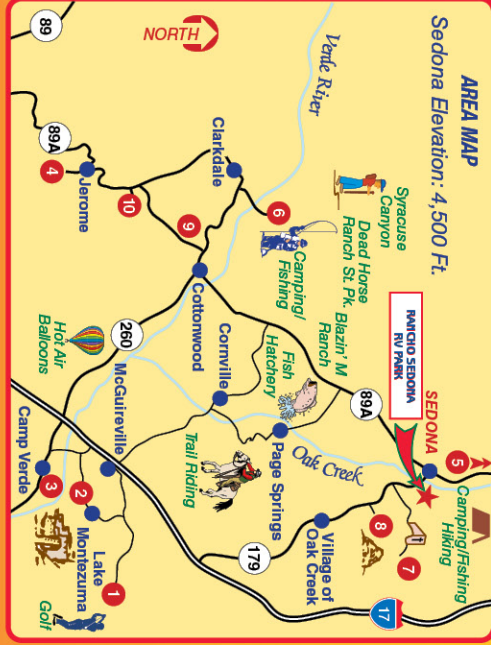 AREA MAP
Sedona Elevation: 4,500 Ft.
NORTH
Verde River
Syracuse
Canyon
Dead Horse
Ranch St. Pk.
Blazin' M
Ranch
Camping/
Fishing
RANCHO SEDONA
RV PARK
SEDONA
5
Camping/Fishing
Hiking
89
89A
4
Jerome
10
Clarkdale
9
6
Cottonwood
260
Hot Air
Balloons
Cornville
Fish
Hatchery
89A
Page Springs
Oak Creek
Trail Riding
Village of
Oak Creek
8
7
179
17
McGuireville
Camp Verde
3
2
Lake
Montezuma
1
Golf